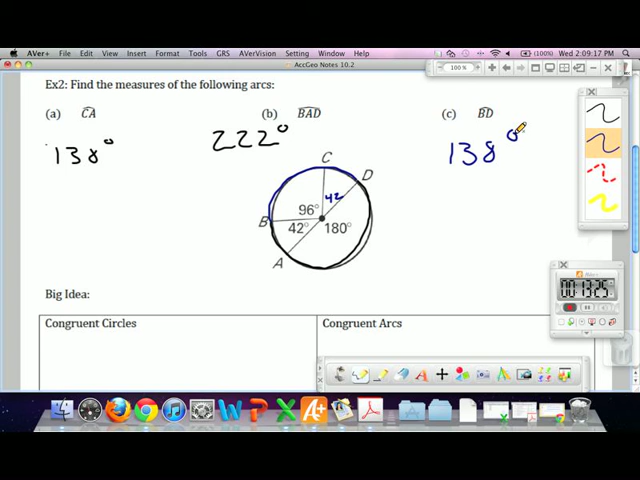 AVer+ File Edit View Insert Format Tools GRS AVerVision Setting Window Help (100%) Wed 2:09:17 PM
AccGeo Notes 10.2
100 %
Ex2: Find the measures of the following arcs:
(a) CA (b) BAD (c) BD
138° 222° 138°
C
D
42
96°
B
42° 180°
A
00:13:25
Big Idea:
Congruent Circles Congruent Arcs